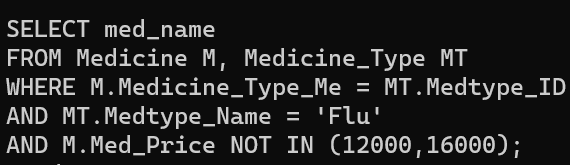 SELECT med_name
FROM Medicine M, Medicine_Type MT
WHERE M.Medicine_Type_Me = MT.Medtype_ID
AND MT.Medtype_Name = 'Flu'
AND M.Med_Price NOT IN (12000,16000);